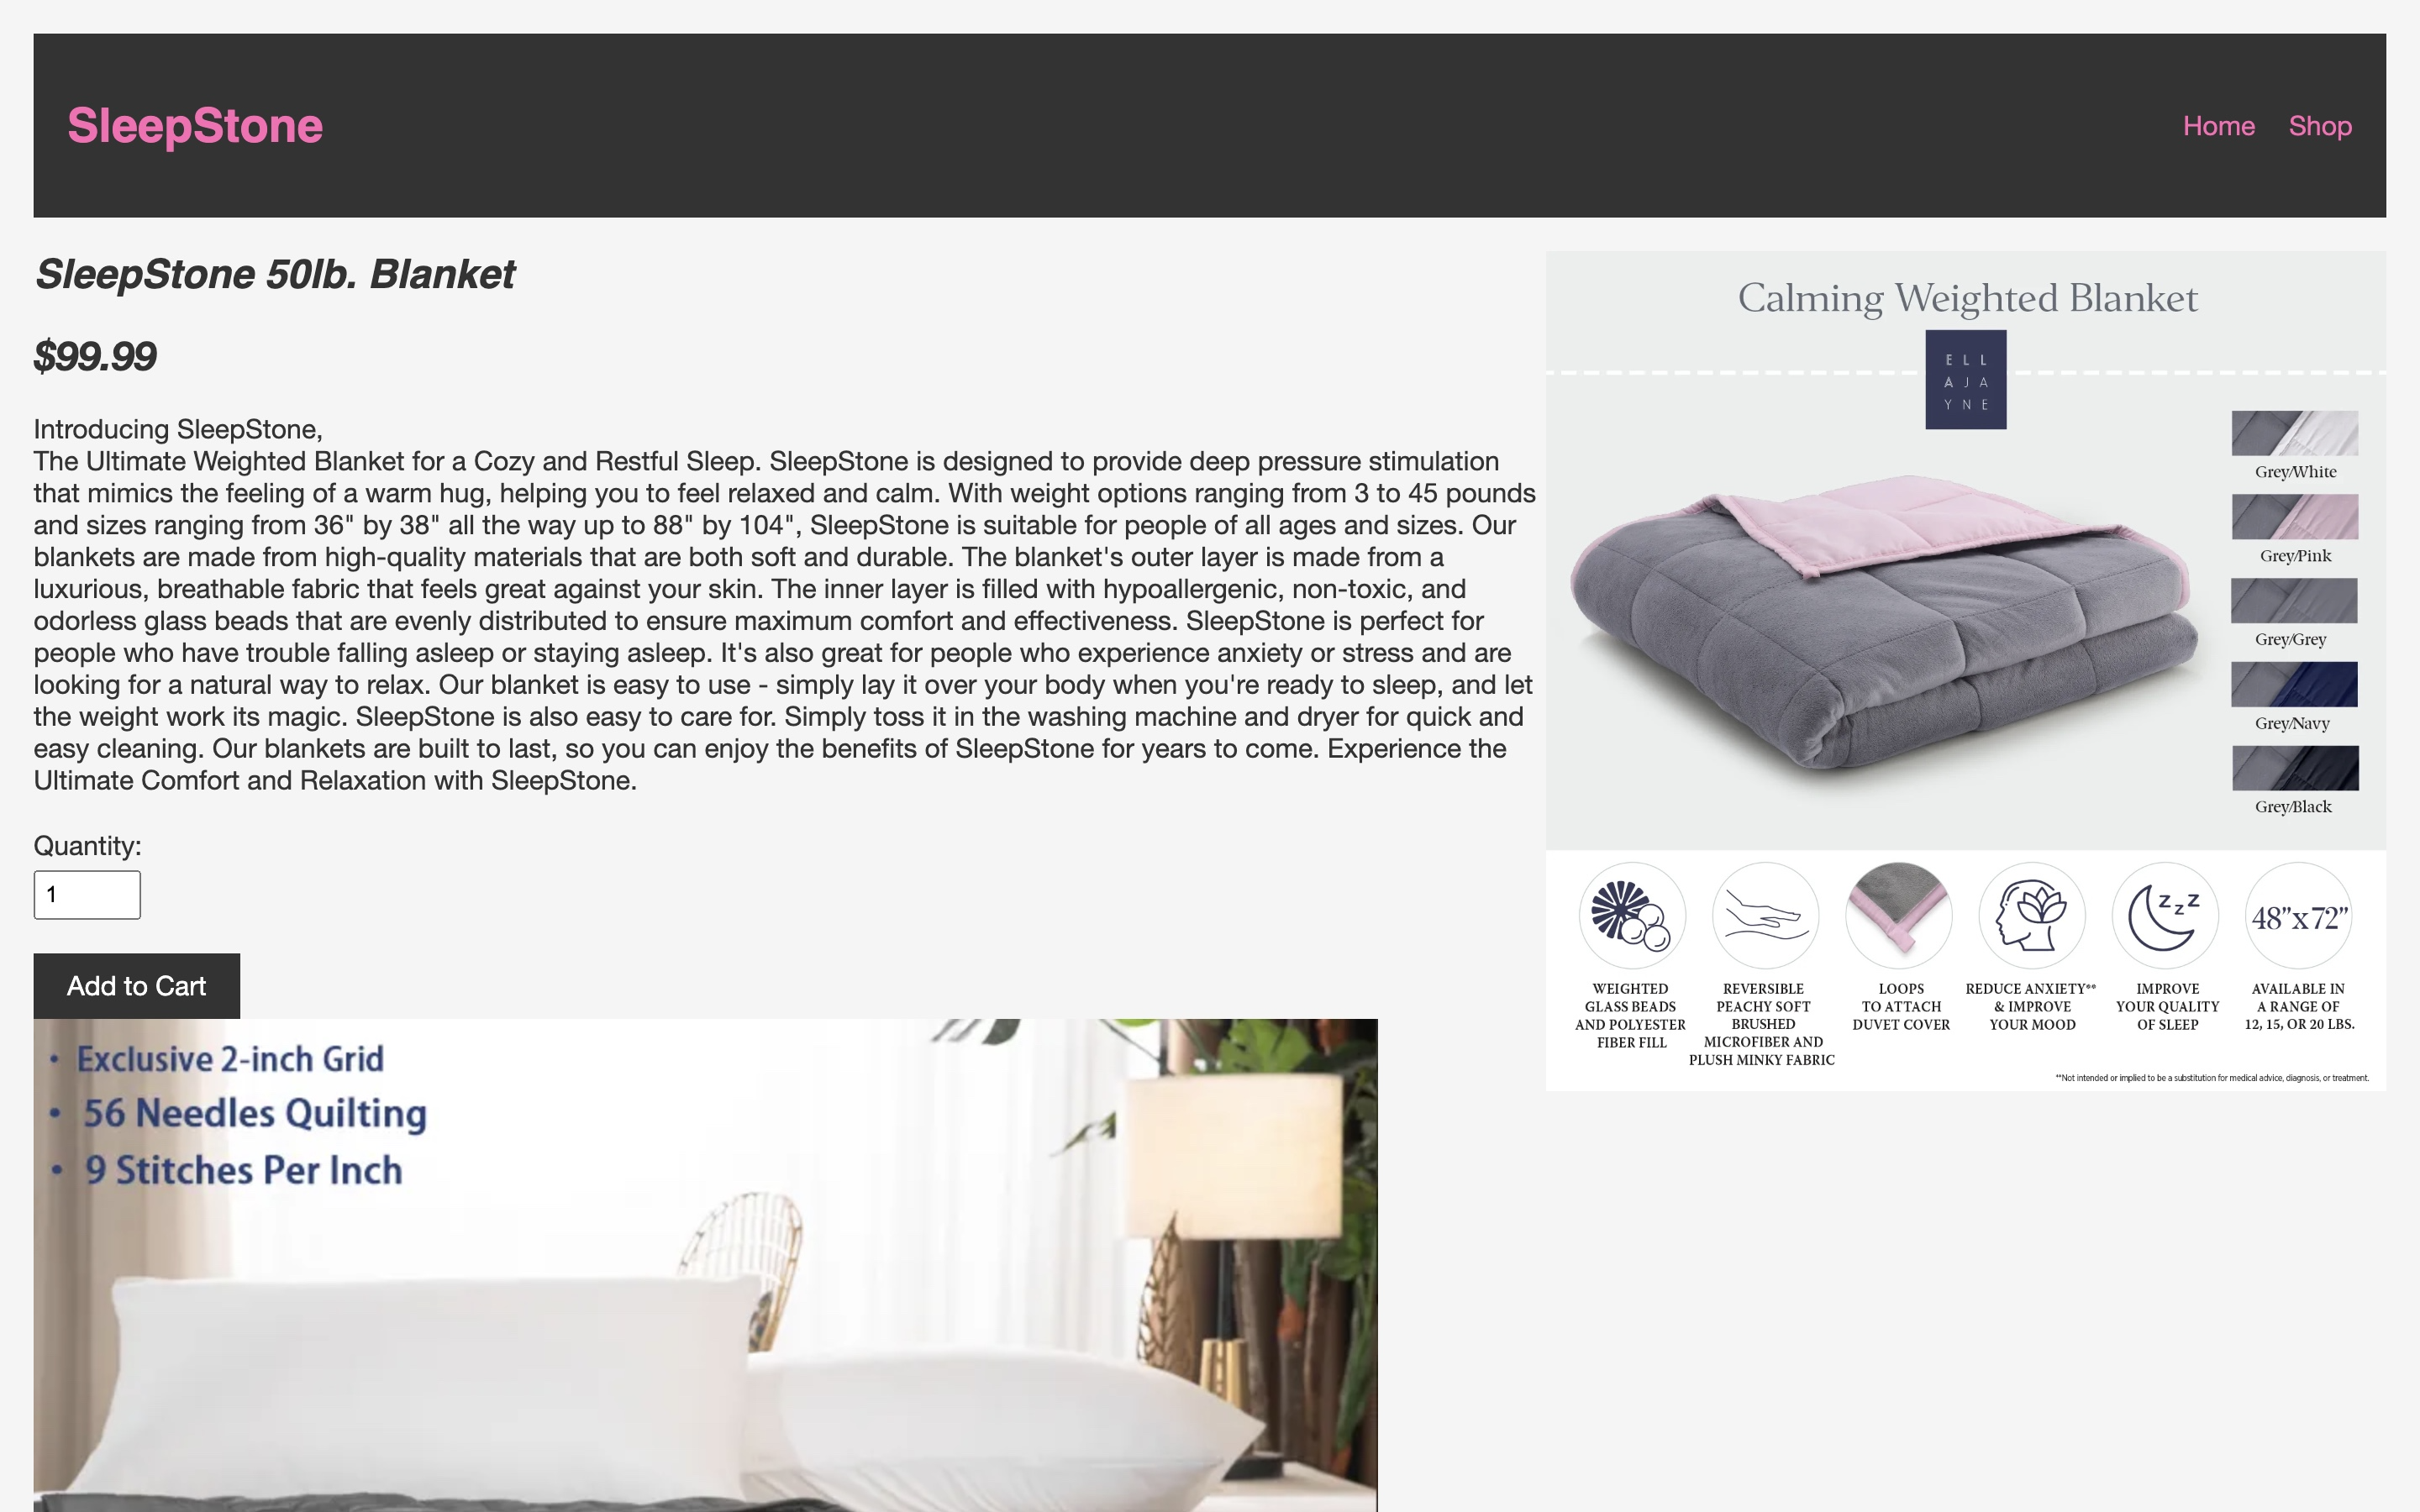 SleepStone
Home Shop
SleepStone 50lb. Blanket
$99.99
Introducing SleepStone,
The Ultimate Weighted Blanket for a Cozy and Restful Sleep. SleepStone is designed to provide deep pressure stimulation
that mimics the feeling of a warm hug, helping you to feel relaxed and calm. With weight options ranging from 3 to 45 pounds
and sizes ranging from 36" by 38" all the way up to 88" by 104", SleepStone is suitable for people of all ages and sizes. Our
blankets are made from high-quality materials that are both soft and durable. The blanket's outer layer is made from a
luxurious, breathable fabric that feels great against your skin. The inner layer is filled with hypoallergenic, non-toxic, and
odorless glass beads that are evenly distributed to ensure maximum comfort and effectiveness. SleepStone is perfect for
people who have trouble falling asleep or staying asleep. It's also great for people who experience anxiety or stress and are
looking for a natural way to relax. Our blanket is easy to use - simply lay it over your body when you're ready to sleep, and let
the weight work its magic. SleepStone is also easy to care for. Simply toss it in the washing machine and dryer for quick and
easy cleaning. Our blankets are built to last, so you can enjoy the benefits of SleepStone for years to come. Experience the
Ultimate Comfort and Relaxation with SleepStone.
Quantity:
1
Add to Cart
• Exclusive 2-inch Grid
• 56 Needles Quilting
• 9 Stitches Per Inch
Calming Weighted Blanket
E L L
A J A
Y N E
Grey/White
Grey/Pink
Grey/Grey
Grey/Navy
Grey/Black
z z z
48"x72"
WEIGHTED
GLASS BEADS
AND POLYESTER
FIBER FILL
REVERSIBLE
PEACHY SOFT
BRUSHED
MICROFIBER AND
PLUSH MINKY FABRIC
LOOPS
TO ATTACH
DUVET COVER
REDUCE ANXIETY**
& IMPROVE
YOUR MOOD
IMPROVE
YOUR QUALITY
OF SLEEP
AVAILABLE IN
A RANGE OF
12, 15, OR 20 LBS.
**Not intended or implied to be a substitution for medical advice, diagnosis, or treatment.